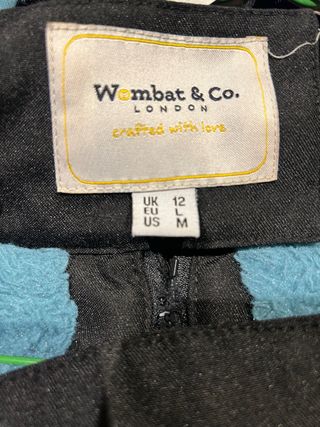 Wombat & Co.
LONDON
crafted with love
UK 12
EU L
US M